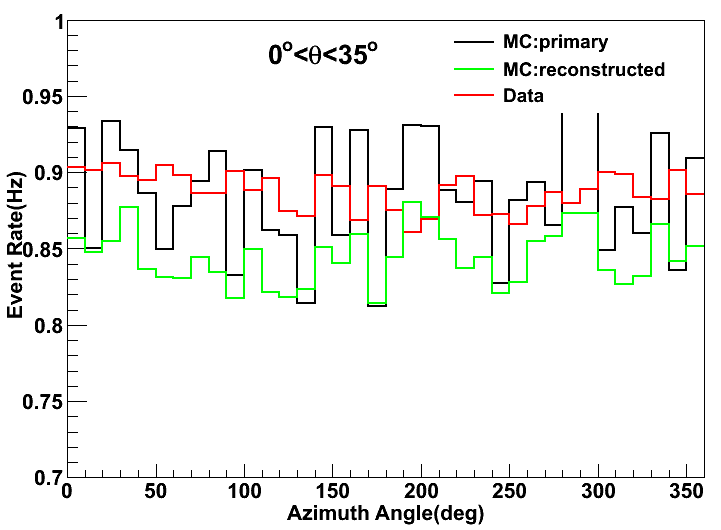 1
0°<θ<35°
MC:primary
MC:reconstructed
Data
0.95
0.9
0.85
0.8
0.75
0.7
Event Rate(Hz)
0 50 100 150 200 250 300 350
Azimuth Angle(deg)